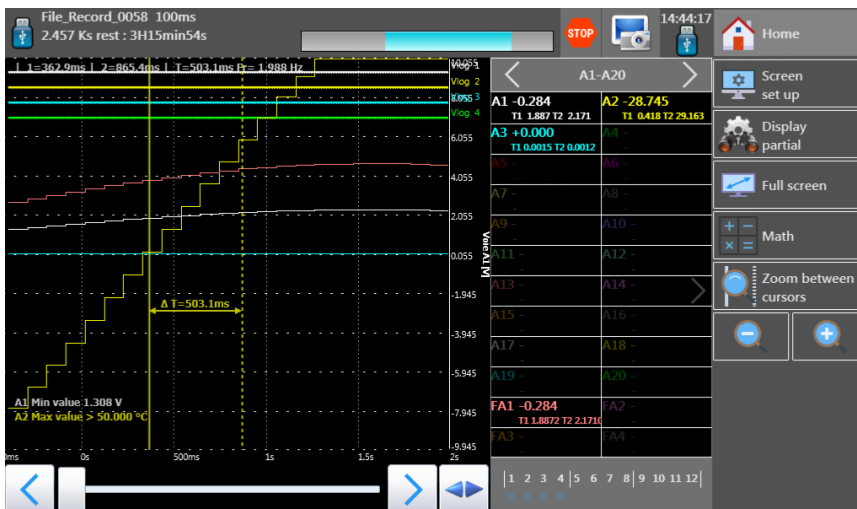 File_Record_0058 100ms
2.457 Ks rest : 3H15min54s
STOP
14:44:17
Home
| 1=362.9ms | 2=865.4ms | T=503.1ms Fr= 1.988 Hz
Vlog 1
Vlog 2
Vlog 4
6.055
4.055
2.055
0.055
-1.945
-3.945
-5.945
-7.945
-9.945
Voie A1 [V]
Δ T=503.1ms
A1 Min value 1.308 V
A2 Max value > 50.000 °C
0s
500ms
1s
1.5s
2s
A1-A20
A1 -0.284
T1 1.887 T2 2.171
A2 -28.745
T1 0.418 T2 29.163
A3 +0.000
T1 0.0015 T2 0.0012
A4 -
A5 -
A6 -
A7 -
A8 -
A9 -
A10 -
A11 -
A12 -
A13 -
A14 -
A15 -
A16 -
A17 -
A18 -
A19 -
A20 -
FA1 -0.284
T1 1.8872 T2 2.1710
FA2 -
FA3 -
FA4 -
1 2 3 4 5 6 7 8 9 10 11 12
Screen
set up
Display
partial
Full screen
Math
Zoom between
cursors